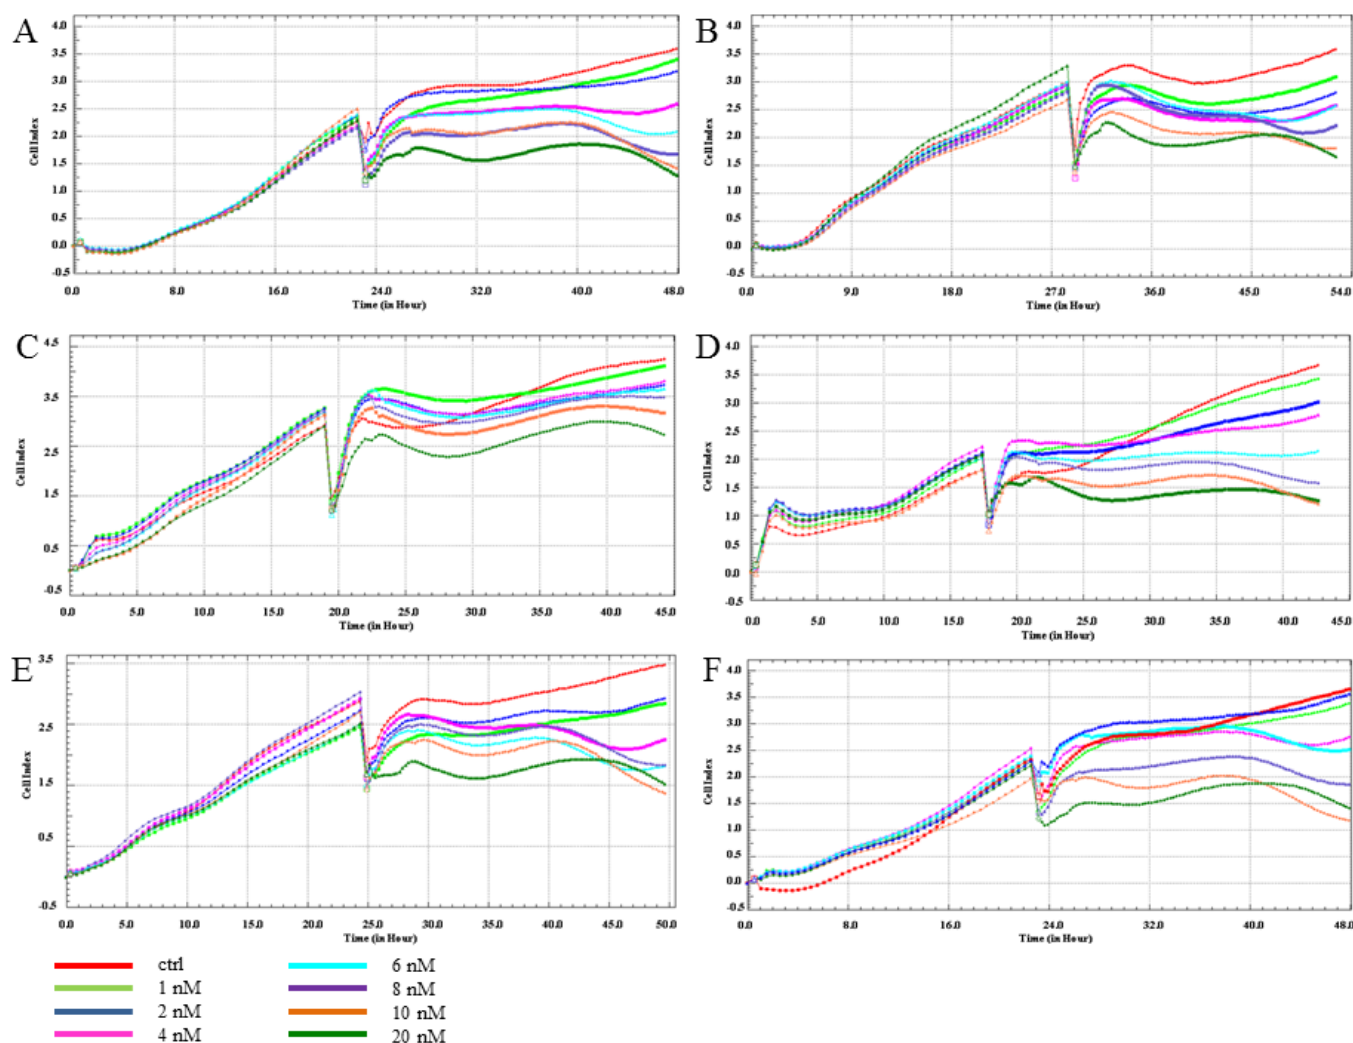 A
4.0
3.5
3.0
2.5
2.0
1.5
1.0
0.5
0.0
-0.5
Cell Index
0.0 8.0 16.0 24.0 32.0 40.0 48.0
Time (in Hour)
B
4.0
3.0
2.0
1.0
0.0
-0.5
Cell Index
0.0 9.0 18.0 27.0 36.0 45.0 54.0
Time (in Hour)
C
4.5
3.5
2.5
1.5
0.5
-0.5
Cell Index
0.0 5.0 10.0 15.0 20.0 25.0 30.0 35.0 40.0 45.0
Time (in Hour)
D
4.0
3.5
3.0
2.5
2.0
1.5
1.0
0.5
0.0
-0.5
Cell Index
0.0 5.0 10.0 15.0 20.0 25.0 30.0 35.0 40.0 45.0
Time (in Hour)
E
3.5
2.5
1.5
0.5
-0.5
Cell Index
0.0 5.0 10.0 15.0 20.0 25.0 30.0 35.0 40.0 45.0 50.0
Time (in Hour)
F
4.0
3.5
3.0
2.5
2.0
1.5
1.0
0.5
0.0
-0.5
Cell Index
0.0 8.0 16.0 24.0 32.0 40.0 48.0
Time (in Hour)
ctrl
1 nM
2 nM
4 nM
6 nM
8 nM
10 nM
20 nM